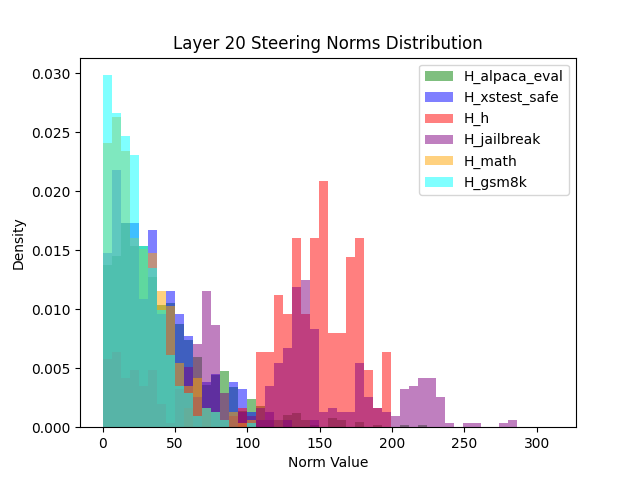 Layer 20 Steering Norms Distribution
Density
0.030
0.025
0.020
0.015
0.010
0.005
0.000
H_alpaca_eval
H_xstest_safe
H_h
H_jailbreak
H_math
H_gsm8k
0 50 100 150 200 250 300
Norm Value